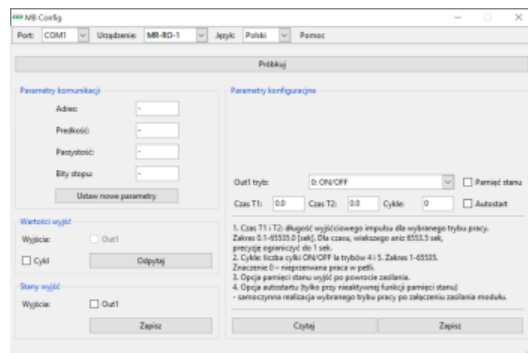 MB Config
Port: COM1 Urządzenie: MR-RO-1 Język: Polski Pomoc
Próbkuj
Parametry komunikacji
Adres: -
Predkość: -
Parzystość: -
Bity stopu: -
Ustaw nowe parametry
Wartości wyjść
Wyjścia: Out1
Cykl Odpytaj
Stany wyjść
Wyjścia: Out1
Zapisz
Parametry konfiguracjne
Out1 tryb: 0: ON/OFF Pamięć stanu
Czas T1: 0.0 Czas T2: 0.0 Cykle: 0 Autostart
1. Czas T1 i T2: długość wyjściowego impulsu dla wybranego trybu pracy.
Zakres 0.1-65535.0 [sek]. Dla czasu, wiekszego aniż 6553.5 sek,
precyzję ograniczyć do 1 sek.
2. Cykle: liczba cykli ON/OFF la trybów 4 i 5. Zakres 1-65535.
Znaczenie 0 = nieprzerwana praca w petli.
3. Opcja pamięci stanu wyjść po powrocie zasilania.
4. Opcja autostartu (tylko przy nieaktywnej funkcji pamięci stanu)
- samoczynna realizacja wybranego trybu pracy po załączeniu zasilania modułu.
Czytaj Zapisz